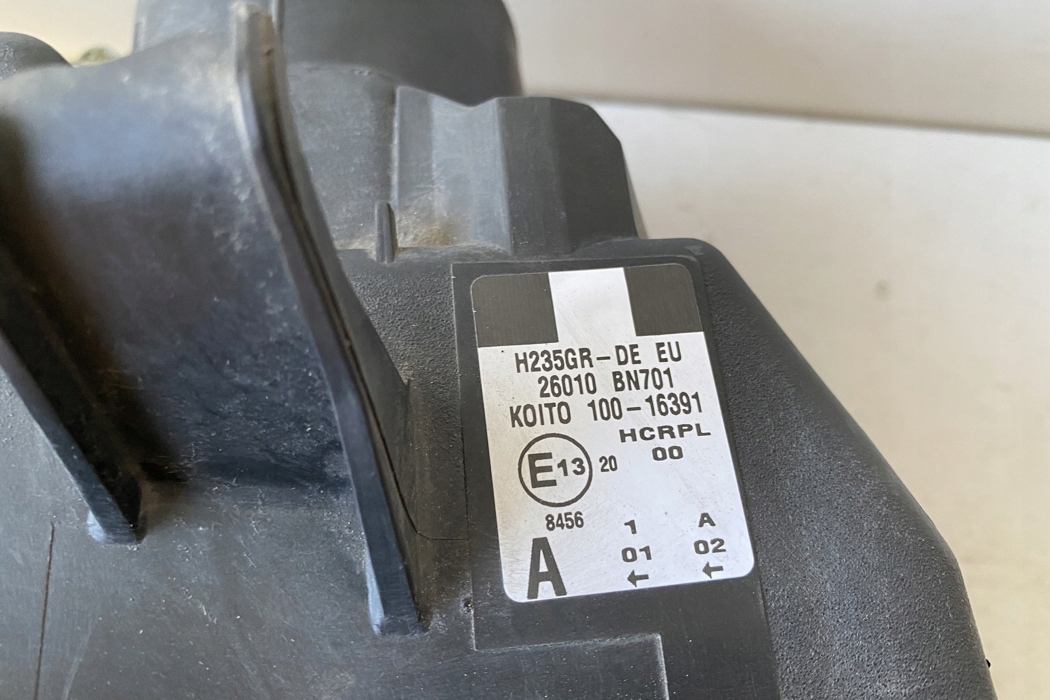 H235GR-DE EU
26010 BN701
KOITO 100-16391
HCRPL
E13 20 00
8456 1 A
A 01 02
← ←